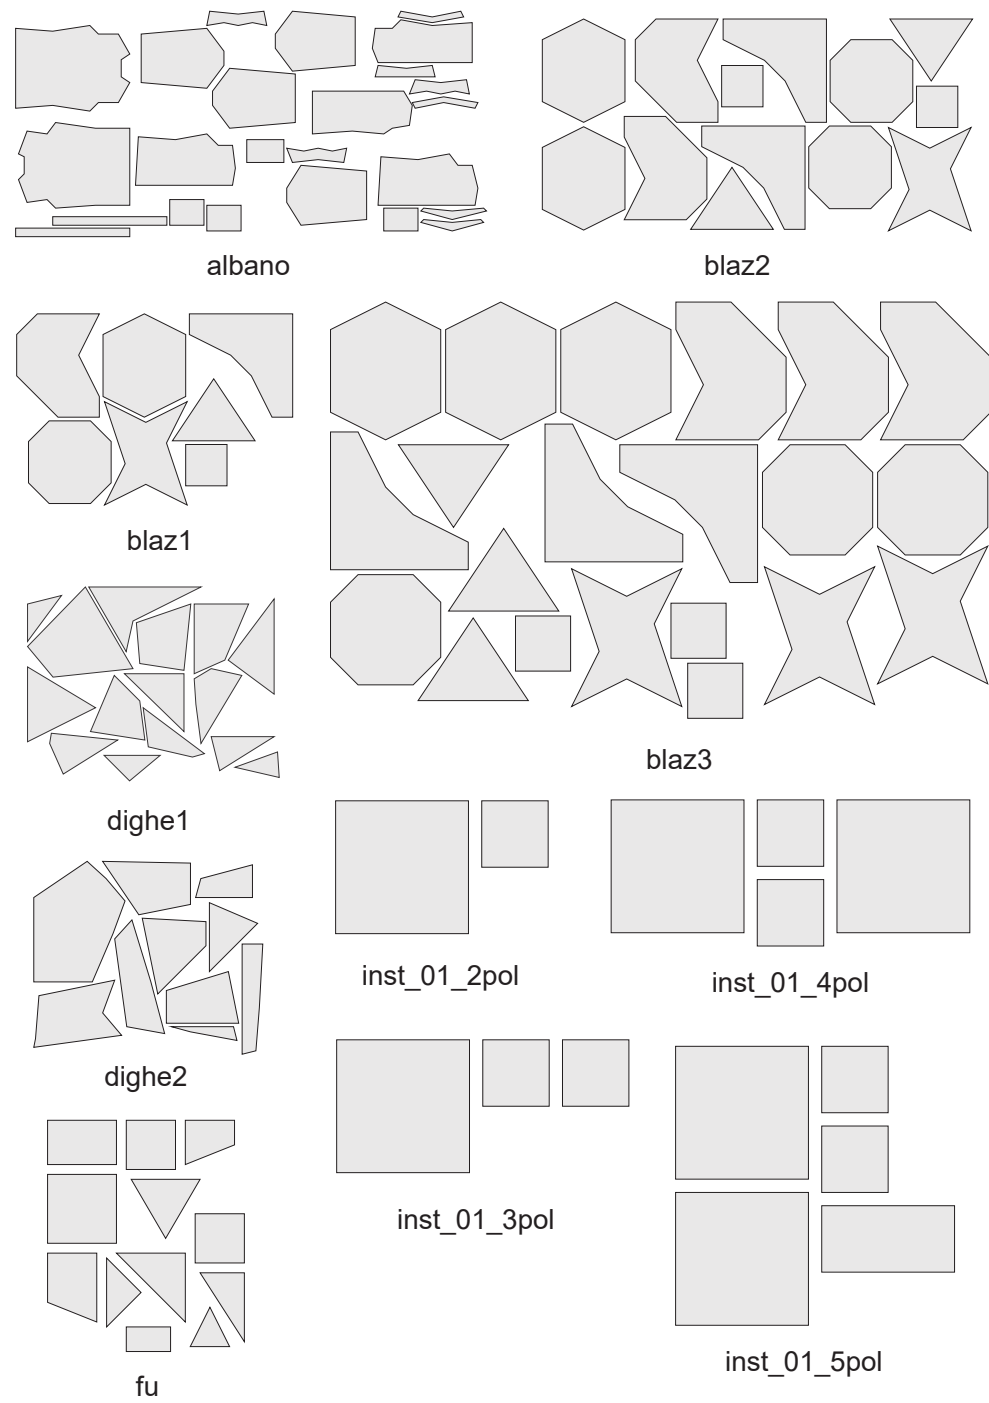 albano
blaz2
blaz1
blaz3
dighe1
inst_01_2pol
inst_01_4pol
dighe2
inst_01_3pol
inst_01_5pol
fu